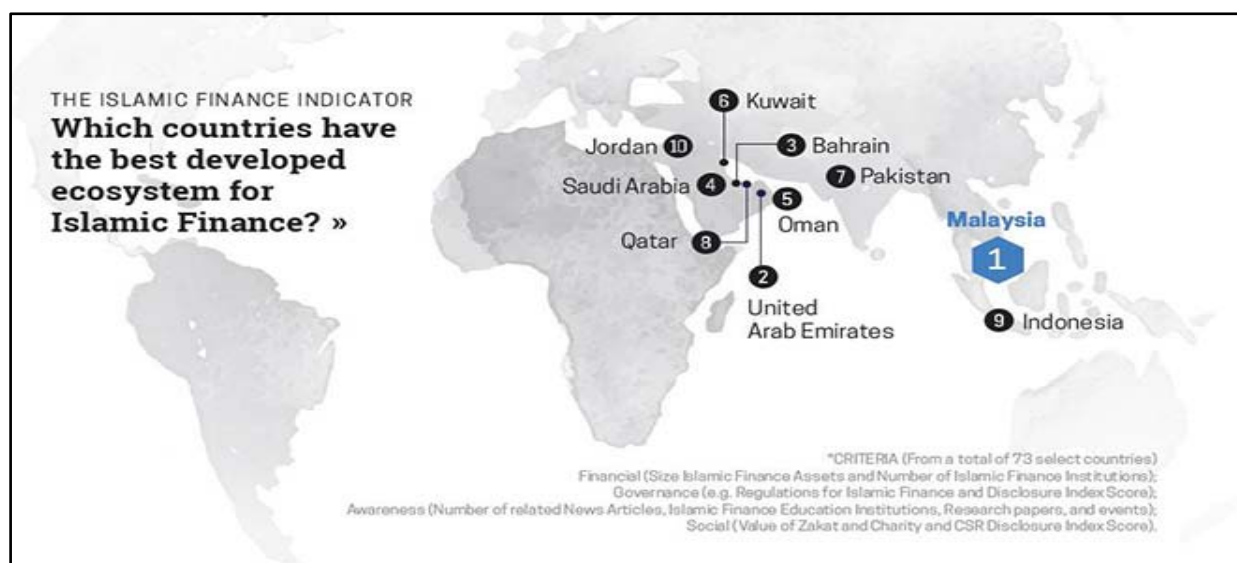 THE ISLAMIC FINANCE INDICATOR
Which countries have
the best developed
ecosystem for
Islamic Finance? »
6 Kuwait
Jordan 10
3 Bahrain
Saudi Arabia 4
7 Pakistan
5
Oman
Qatar 8
Malaysia
1
2
United
Arab Emirates
9 Indonesia
*CRITERIA (From a total of 73 select countries)
Financial (Size Islamic Finance Assets and Number of Islamic Finance Institutions);
Governance (e.g. Regulations for Islamic Finance and Disclosure Index Score);
Awareness (Number of related News Articles, Islamic Finance Education Institutions, Research papers, and events);
Social (Value of Zakat and Charity and CSR Disclosure Index Score).